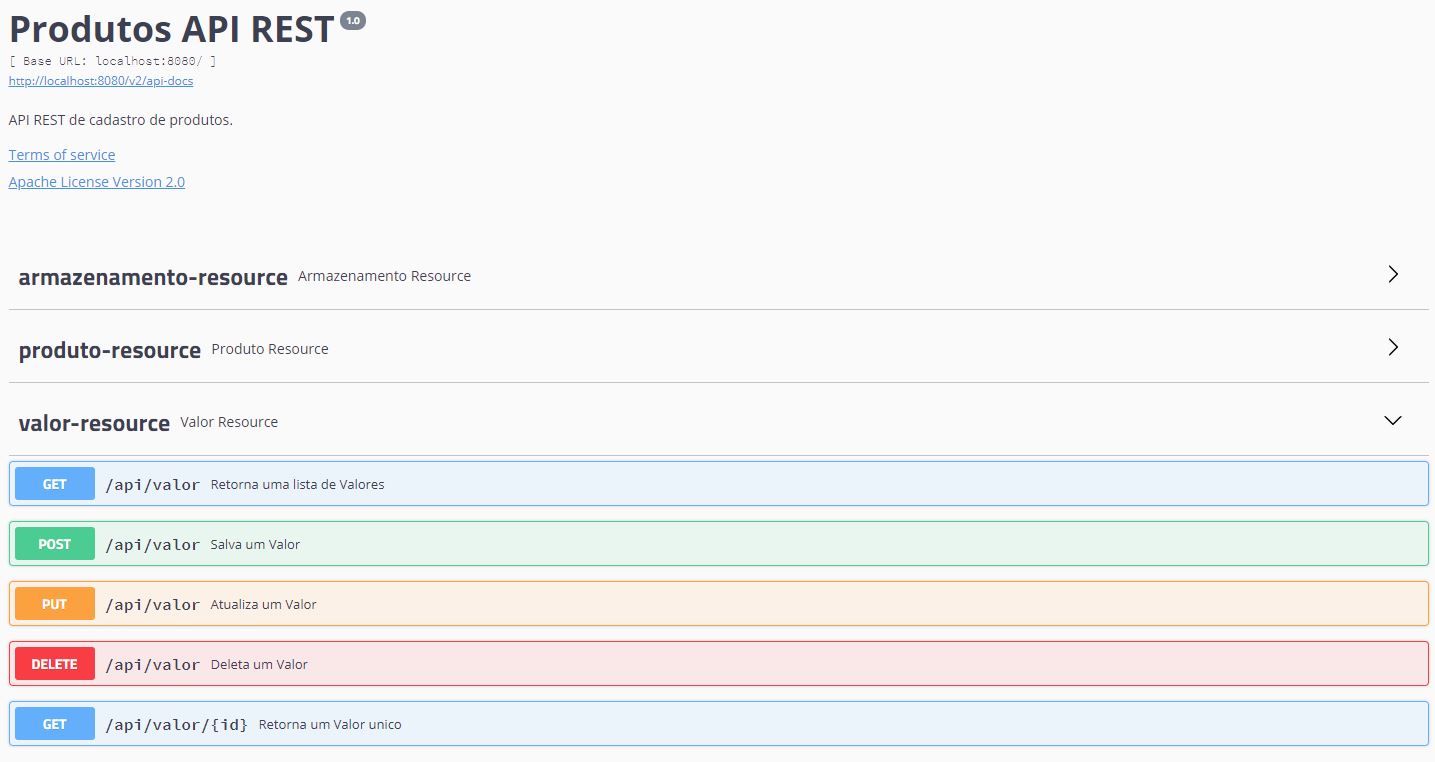 Produtos API REST 1.0
[ Base URL: localhost:8080/ ]
http://localhost:8080/v2/api-docs
API REST de cadastro de produtos.
Terms of service
Apache License Version 2.0
armazenamento-resource Armazenamento Resource
produto-resource Produto Resource
valor-resource Valor Resource
GET /api/valor Retorna uma lista de Valores
POST /api/valor Salva um Valor
PUT /api/valor Atualiza um Valor
DELETE /api/valor Deleta um Valor
GET /api/valor/{id} Retorna um Valor unico